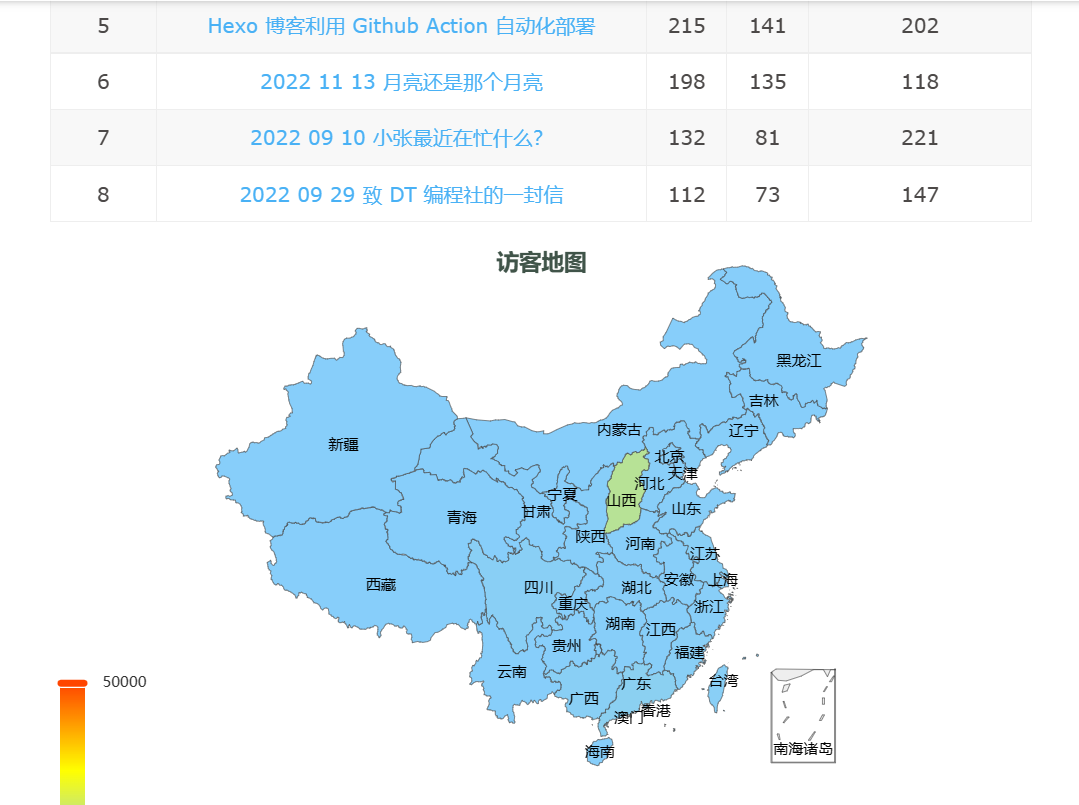 5 Hexo 博客利用 Github Action 自动化部署 215 141 202
6 2022 11 13 月亮还是那个月亮 198 135 118
7 2022 09 10 小张最近在忙什么? 132 81 221
8 2022 09 29 致 DT 编程社的一封信 112 73 147
访客地图
黑龙江
吉林
内蒙古 辽宁
新疆
北京
天津
河北
宁夏
山西
甘肃
山东
青海
陕西
河南
江苏
安徽 上海
西藏 四川 湖北
重庆
浙江
湖南
江西
贵州
福建
云南
台湾
广东
50000
广西
香港
澳门
南海诸岛
海南